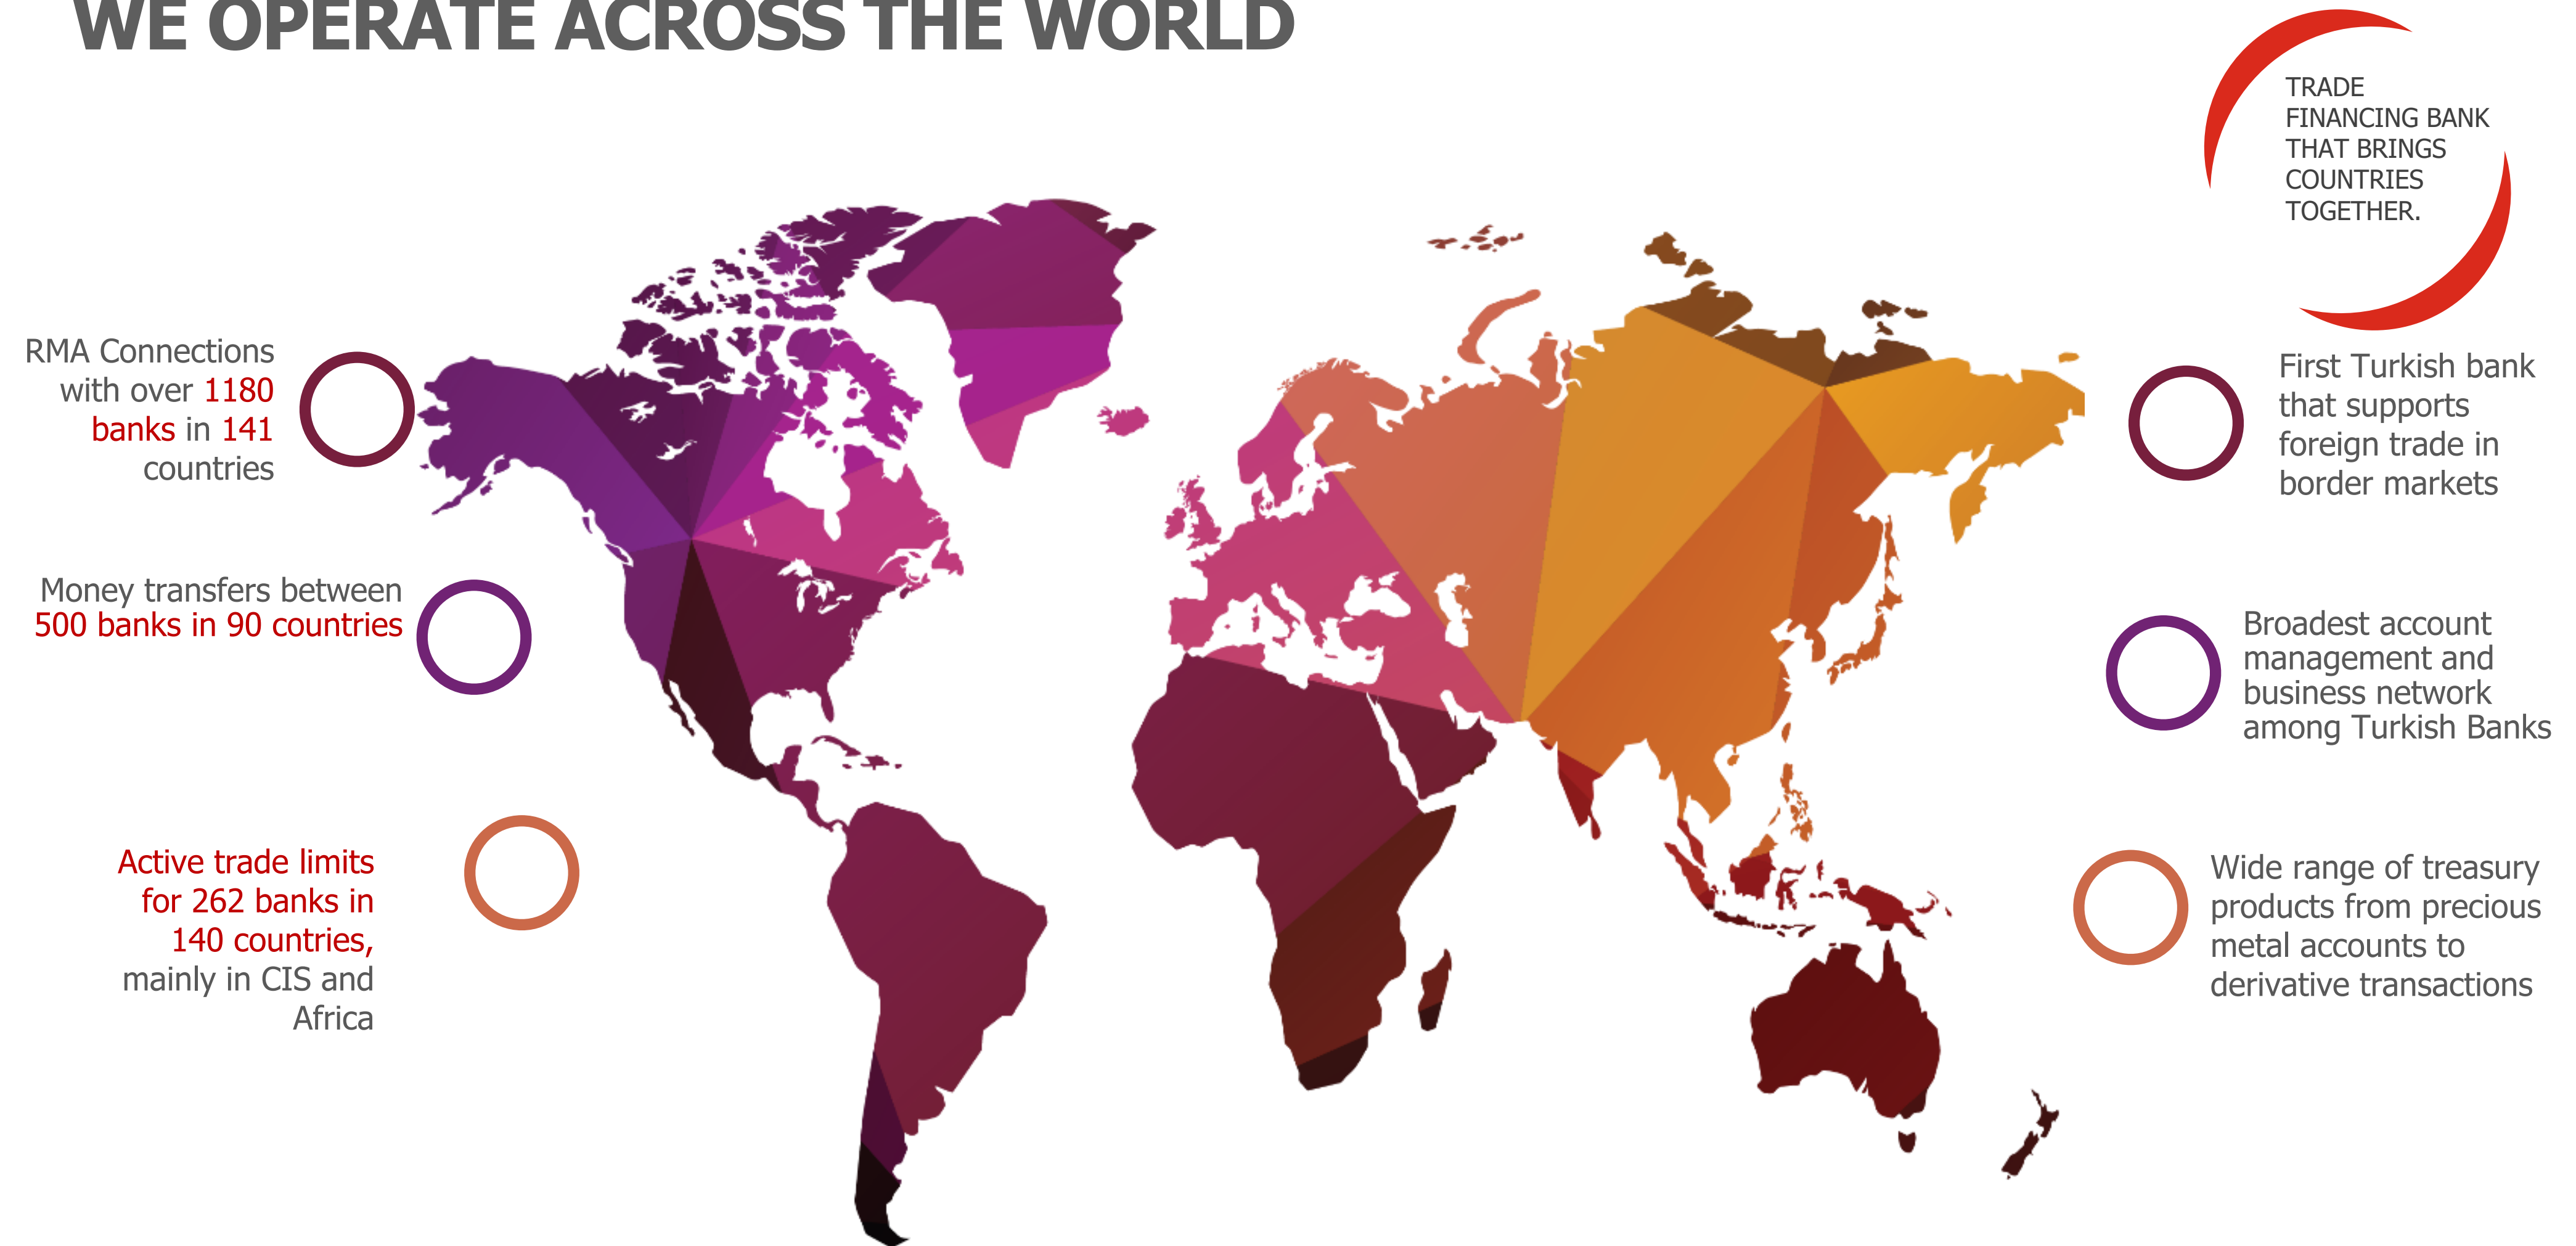 WE OPERATE ACROSS THE WORLD
TRADE
FINANCING BANK
THAT BRINGS
COUNTRIES
TOGETHER.
RMA Connections
with over 1180
banks in 141
countries
Money transfers between
500 banks in 90 countries
Active trade limits
for 262 banks in
140 countries,
mainly in CIS and
Africa
First Turkish bank
that supports
foreign trade in
border markets
Broadest account
management and
business network
among Turkish Banks
Wide range of treasury
products from precious
metal accounts to
derivative transactions